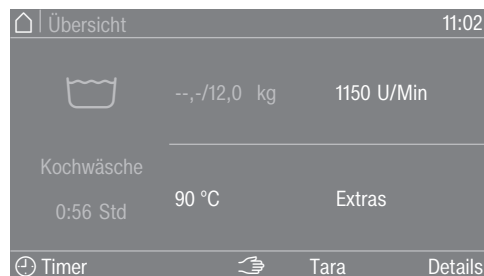 Übersicht 11:02
--,-/12,0 kg 1150 U/Min
Kochwäsche
0:56 Std
90 °C Extras
Timer Tara Details